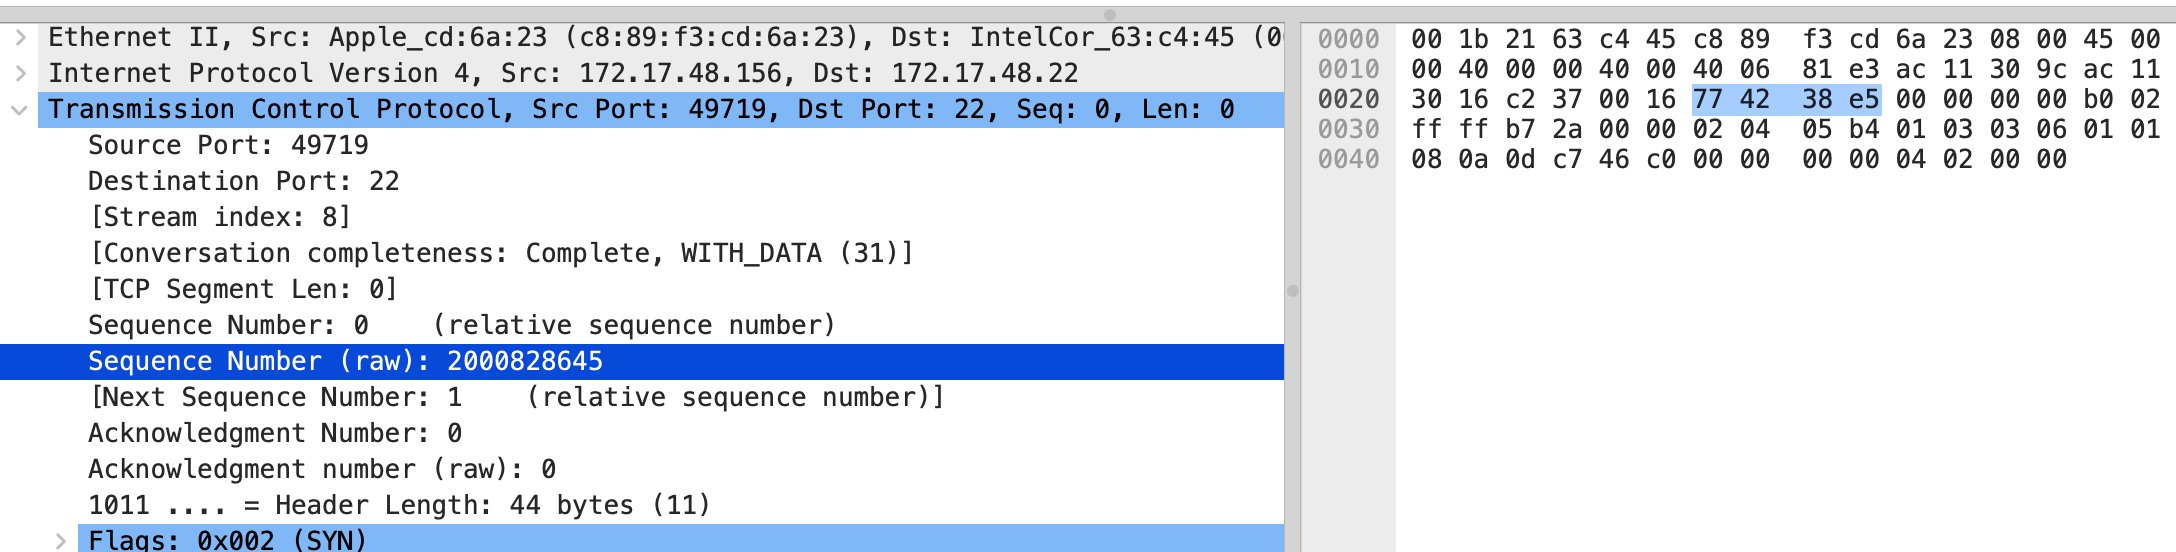 Ethernet II, Src: Apple_cd:6a:23 (c8:89:f3:cd:6a:23), Dst: IntelCor_63:c4:45 (0
Internet Protocol Version 4, Src: 172.17.48.156, Dst: 172.17.48.22
Transmission Control Protocol, Src Port: 49719, Dst Port: 22, Seq: 0, Len: 0
Source Port: 49719
Destination Port: 22
[Stream index: 8]
[Conversation completeness: Complete, WITH_DATA (31)]
[TCP Segment Len: 0]
Sequence Number: 0    (relative sequence number)
Sequence Number (raw): 2000828645
[Next Sequence Number: 1    (relative sequence number)]
Acknowledgment Number: 0
Acknowledgment number (raw): 0
1011 .... = Header Length: 44 bytes (11)
Flags: 0x002 (SYN)
0000 00 1b 21 63 c4 45 c8 89 f3 cd 6a 23 08 00 45 00
0010 00 40 00 00 40 00 40 06 81 e3 ac 11 30 9c ac 11
0020 30 16 c2 37 00 16 77 42 38 e5 00 00 00 00 b0 02
0030 ff ff b7 2a 00 00 02 04 05 b4 01 03 03 06 01 01
0040 08 0a 0d c7 46 c0 00 00 00 00 04 02 00 00